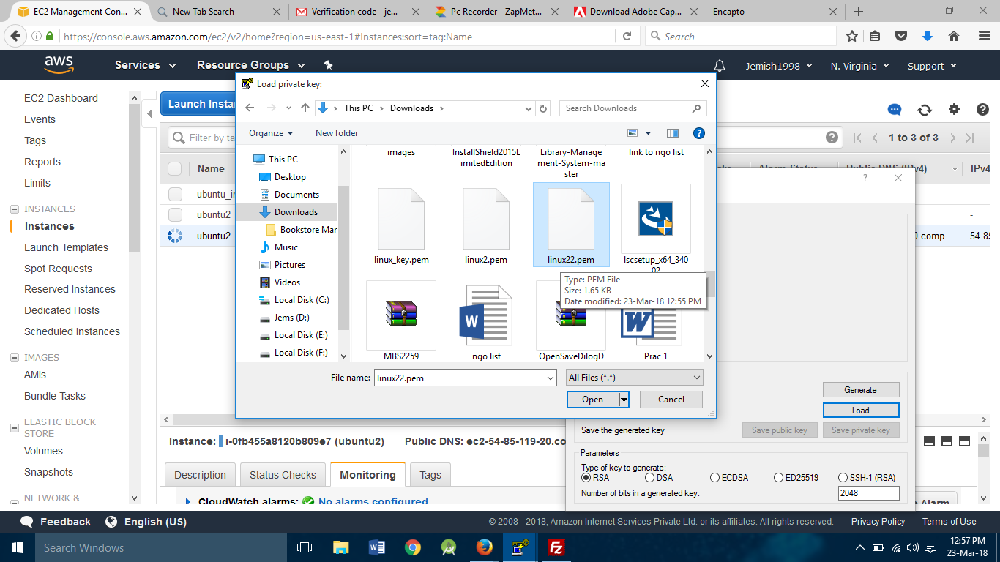 EC2 Management Con...
New Tab Search
Verification code - je...
Pc Recorder - ZapMet...
Download Adobe Cap...
Encapto
https://console.aws.amazon.com/ec2/v2/home?region=us-east-1#Instances:sort=tag:Name
Search
aws
Services
Resource Groups
Jemish1998
N. Virginia
Support
EC2 Dashboard
Events
Tags
Reports
Limits
INSTANCES
Instances
Launch Templates
Spot Requests
Reserved Instances
Dedicated Hosts
Scheduled Instances
IMAGES
AMIs
Bundle Tasks
ELASTIC BLOCK
STORE
Volumes
Snapshots
NETWORK &
Launch Insta
Filter by ta
1 to 3 of 3
Name
Alarm Status
Public DNS (IPv4)
IPv4
ubuntu_i
-
ubuntu2
-
ubuntu2
0.comp...
54.85
Load private key:
This PC
Downloads
Search Downloads
Organize
New folder
This PC
Desktop
Documents
Downloads
Bookstore Man
Music
Pictures
Videos
Local Disk (C:)
Jems (D:)
Local Disk (E:)
Local Disk (F:)
images
InstallShield2015L
imitedEdition
Library-Manage
ment-System-ma
ster
link to ngo list
linux_key.pem
linux2.pem
linux22.pem
lscsetup_x64_340
02
Type: PEM File
Size: 1.65 KB
Date modified: 23-Mar-18 12:55 PM
MBS2259
ngo list
OpenSaveDilogD
Prac 1
File name:
linux22.pem
All Files (*.*)
Open
Cancel
?
Generate
Load
Save the generated key
Save public key
Save private key
Parameters
Type of key to generate:
RSA
DSA
ECDSA
ED25519
SSH-1 (RSA)
Number of bits in a generated key:
2048
Instance: i-0fb455a8120b809e7 (ubuntu2)
Public DNS: ec2-54-85-119-20.co
Description
Status Checks
Monitoring
Tags
CloudWatch alarms:
No alarms configured
Alarm
Feedback
English (US)
© 2008 - 2018, Amazon Internet Services Private Ltd. or its affiliates. All rights reserved.
Privacy Policy
Terms of Use
Search Windows
12:57 PM
23-Mar-18